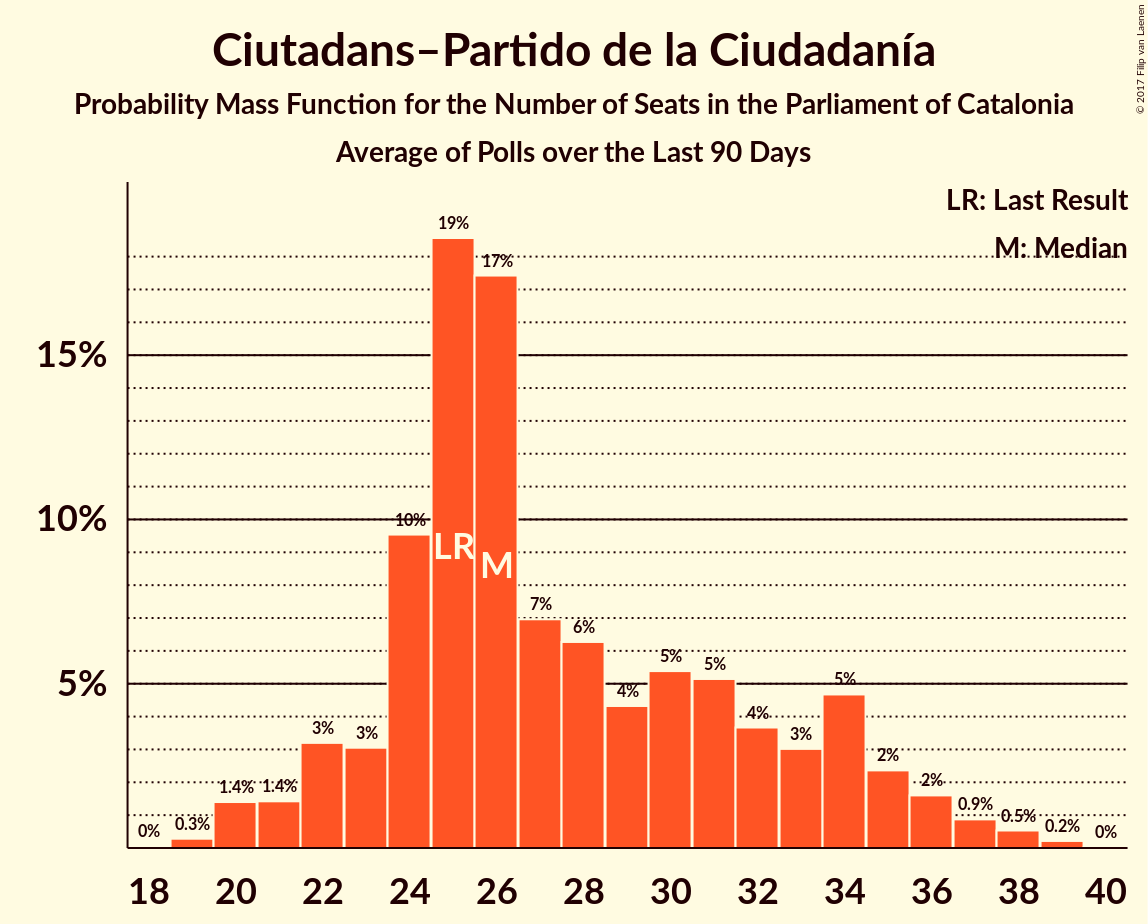 Ciutadans–Partido de la Ciudadanía
Probability Mass Function for the Number of Seats in the Parliament of Catalonia
Average of Polls over the Last 90 Days
© 2017 Filip van Laenen
LR: Last Result
M: Median
15%
10%
5%
0%
0.3%
1.4%
1.4%
3%
3%
10%
19%
17%
7%
6%
4%
5%
5%
4%
3%
5%
2%
2%
0.9%
0.5%
0.2%
0%
LR
M
18 20 22 24 26 28 30 32 34 36 38 40